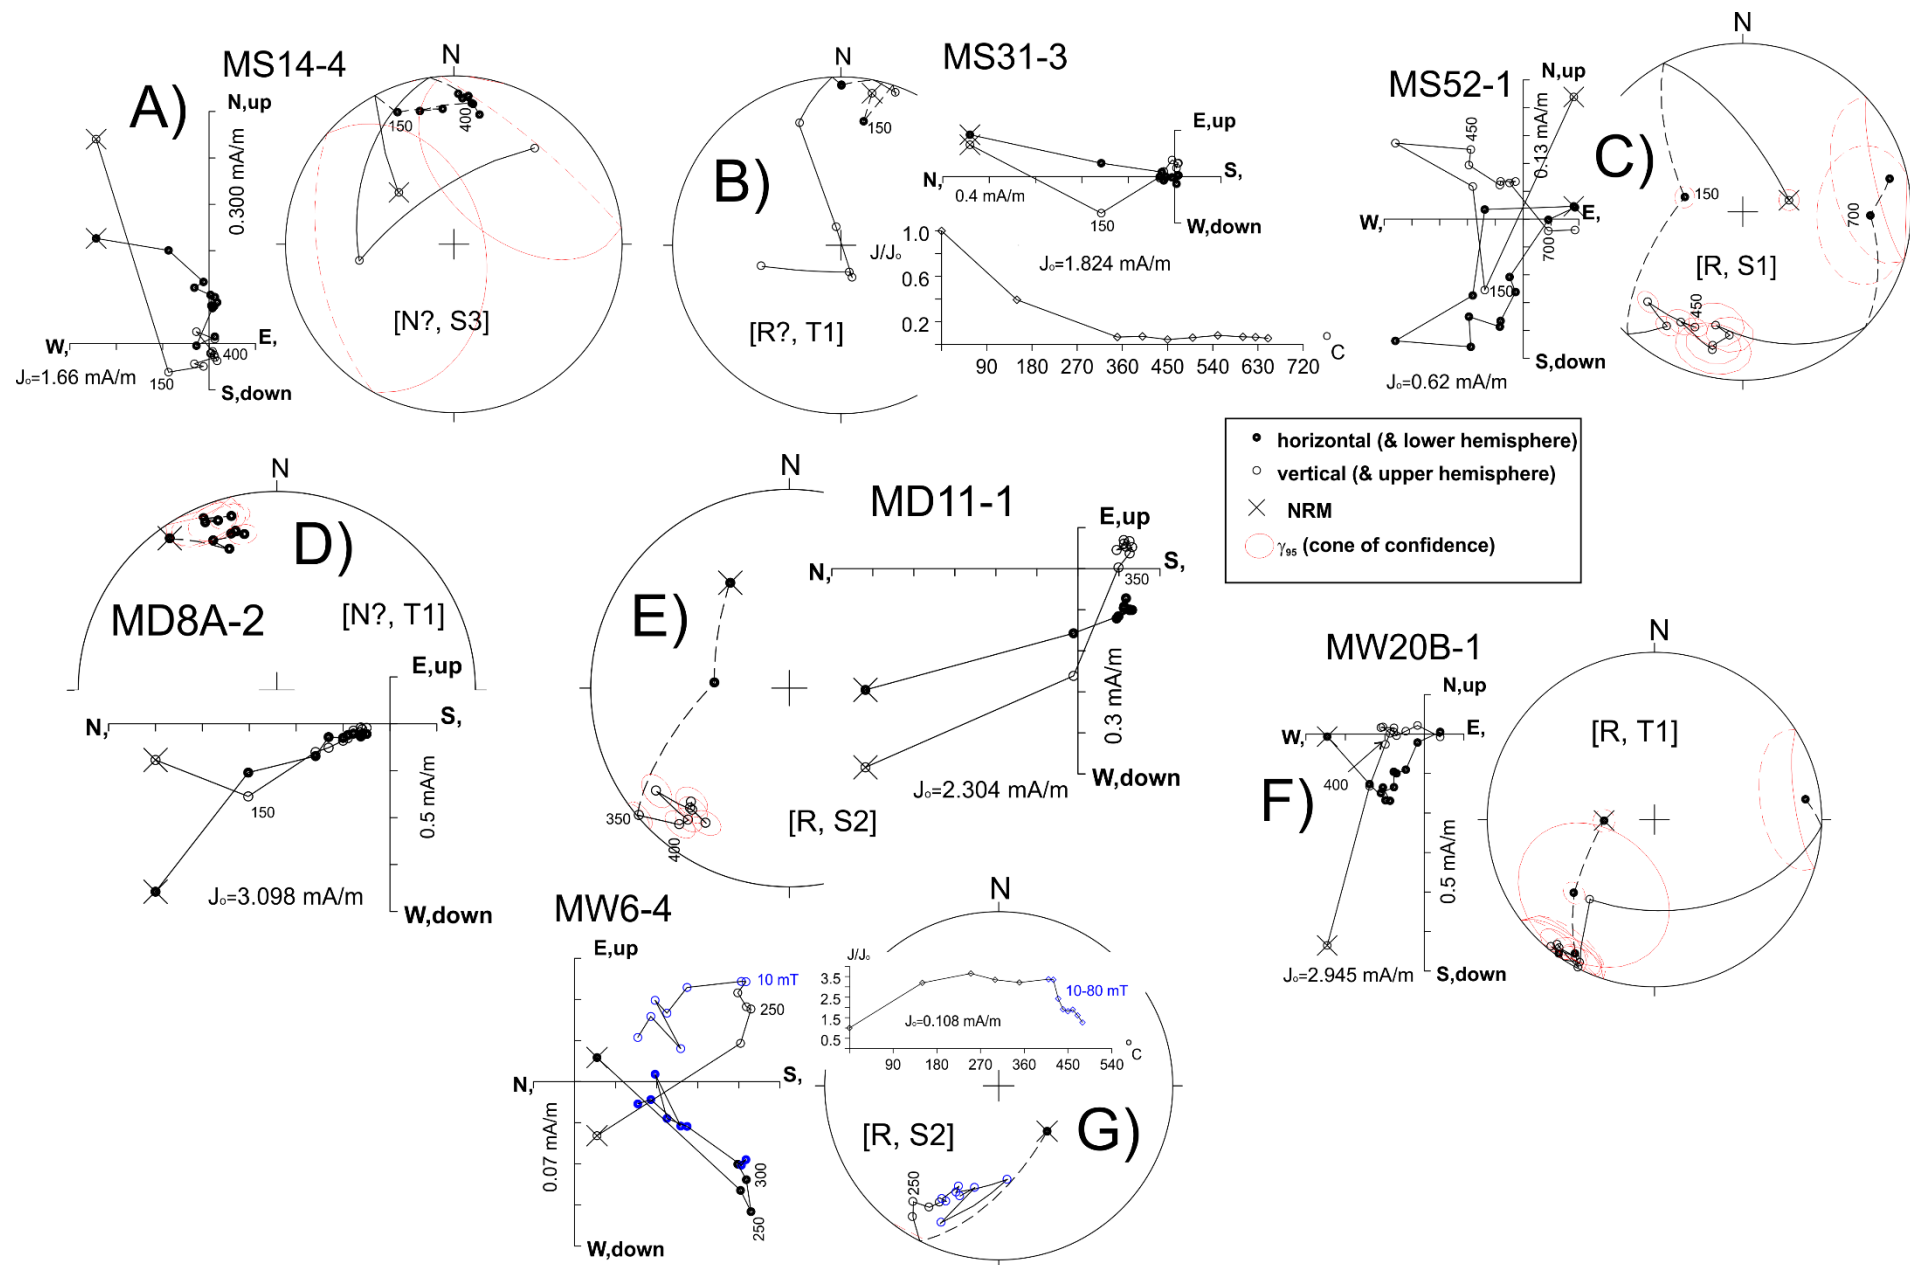 MS14-4
A)
N,up
0.300 mA/m
W,
E,
400
150
J₀=1.66 mA/m
S,down
N
150
400
[N?, S3]
MS31-3
B)
N
150
[R?, T1]
E,up
N,
S,
0.4 mA/m
150
W,down
J₀=1.824 mA/m
J/J₀
1.0
0.6
0.2
90 180 270 360 450 540 630 720
°C
MS52-1
C)
N,up
450
0.13 mA/m
W,
E,
700
150
S,down
J₀=0.62 mA/m
N
150
700
[R, S1]
450
horizontal (& lower hemisphere)
vertical (& upper hemisphere)
NRM
γ₉₅ (cone of confidence)
N
D)
MD8A-2
[N?, T1]
E,up
N,
S,
150
0.5 mA/m
J₀=3.098 mA/m
W,down
N
MD11-1
E)
E,up
N,
S,
350
0.3 mA/m
W,down
J₀=2.304 mA/m
350
400
[R, S2]
MW20B-1
N
N,up
W,
E,
[R, T1]
400
F)
0.5 mA/m
J₀=2.945 mA/m
S,down
MW6-4
E,up
10 mT
250
N,
S,
0.07 mA/m
300
250
W,down
N
J/J₀
3.5
2.5
1.5
0.5
10-80 mT
J₀=0.108 mA/m
90 180 270 360 450 540
°C
[R, S2]
G)
250